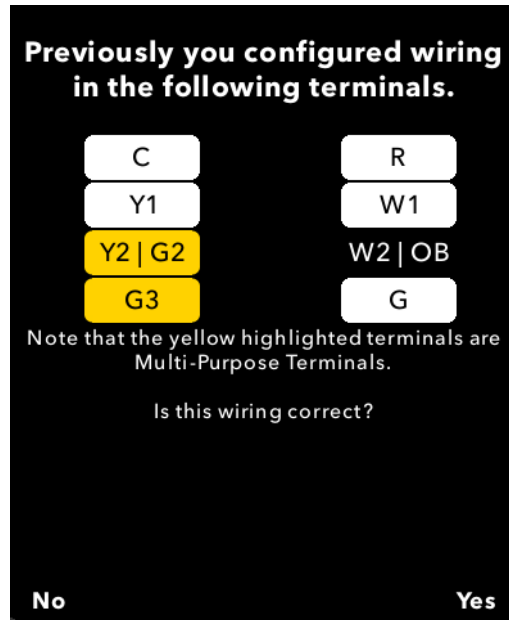 Previously you configured wiring
in the following terminals.
C R
Y1 W1
Y2 | G2 W2 | OB
G3 G
Note that the yellow highlighted terminals are
Multi-Purpose Terminals.
Is this wiring correct?
No Yes